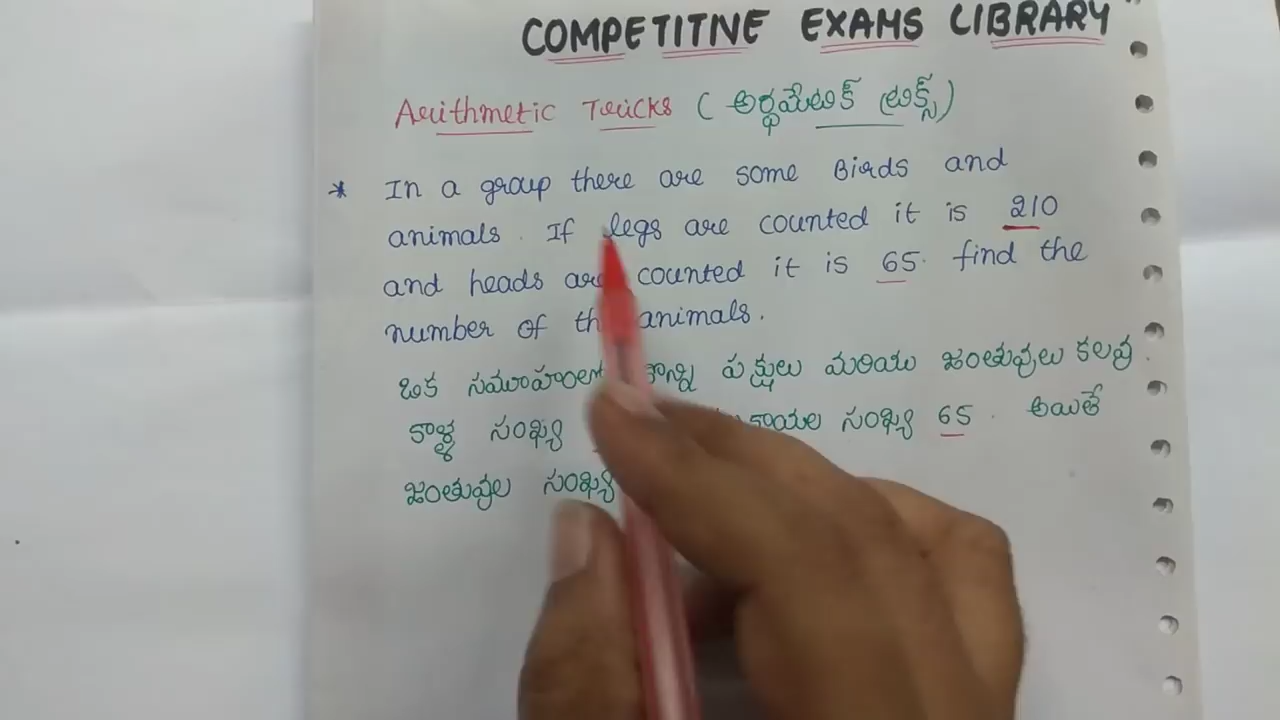 COMPETITNE EXAMS LIBRARY
Arithmetic Tricks ( అర్థమేటిక్ ట్రిక్స్)
* In a group there are some Birds and
animals. If legs are counted it is 210
and heads are counted it is 65. find the
number of the animals.
ఒక సమూహంలో పక్షులు మరియు జంతువులు కలవు.
కాళ్ళ సంఖ్య సంఖ్య 65. అయితే
జంతువుల సంఖ్య